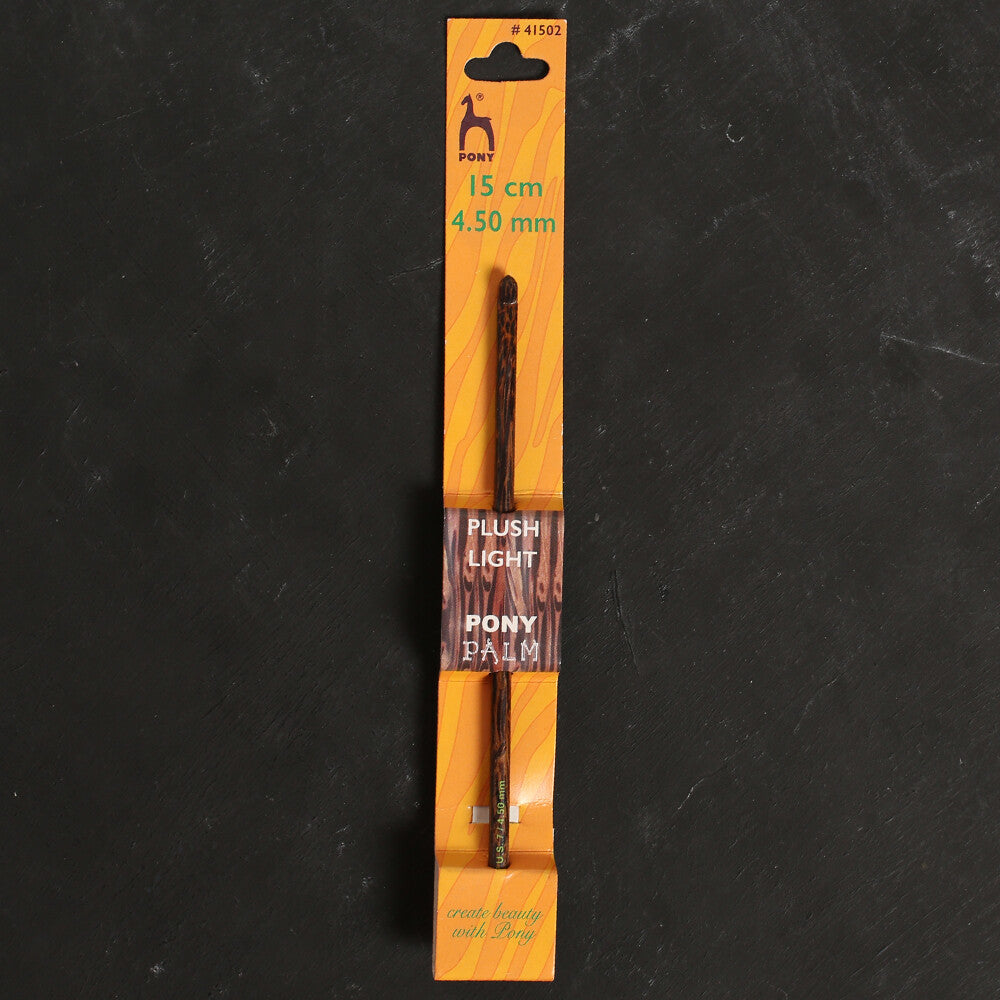 # 41502
®
PONY
15 cm
4.50 mm
PLUSH
LIGHT
PONY
PALM
U.S. 7 / 4.50 mm
create beauty
with Pony